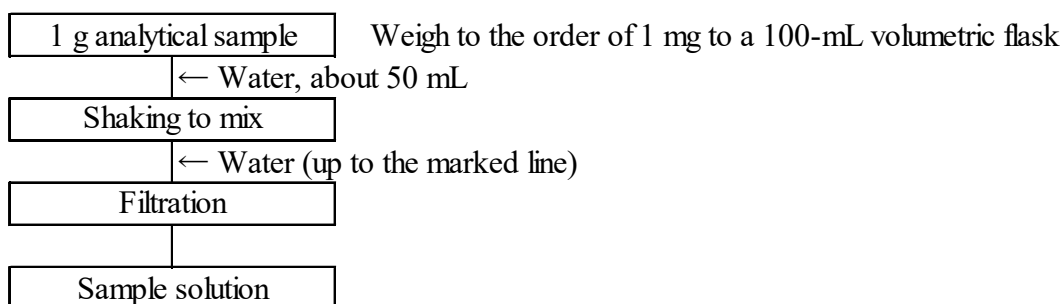 1 g analytical sample Weigh to the order of 1 mg to a 100-mL volumetric flask
← Water, about 50 mL
Shaking to mix
← Water (up to the marked line)
Filtration
Sample solution